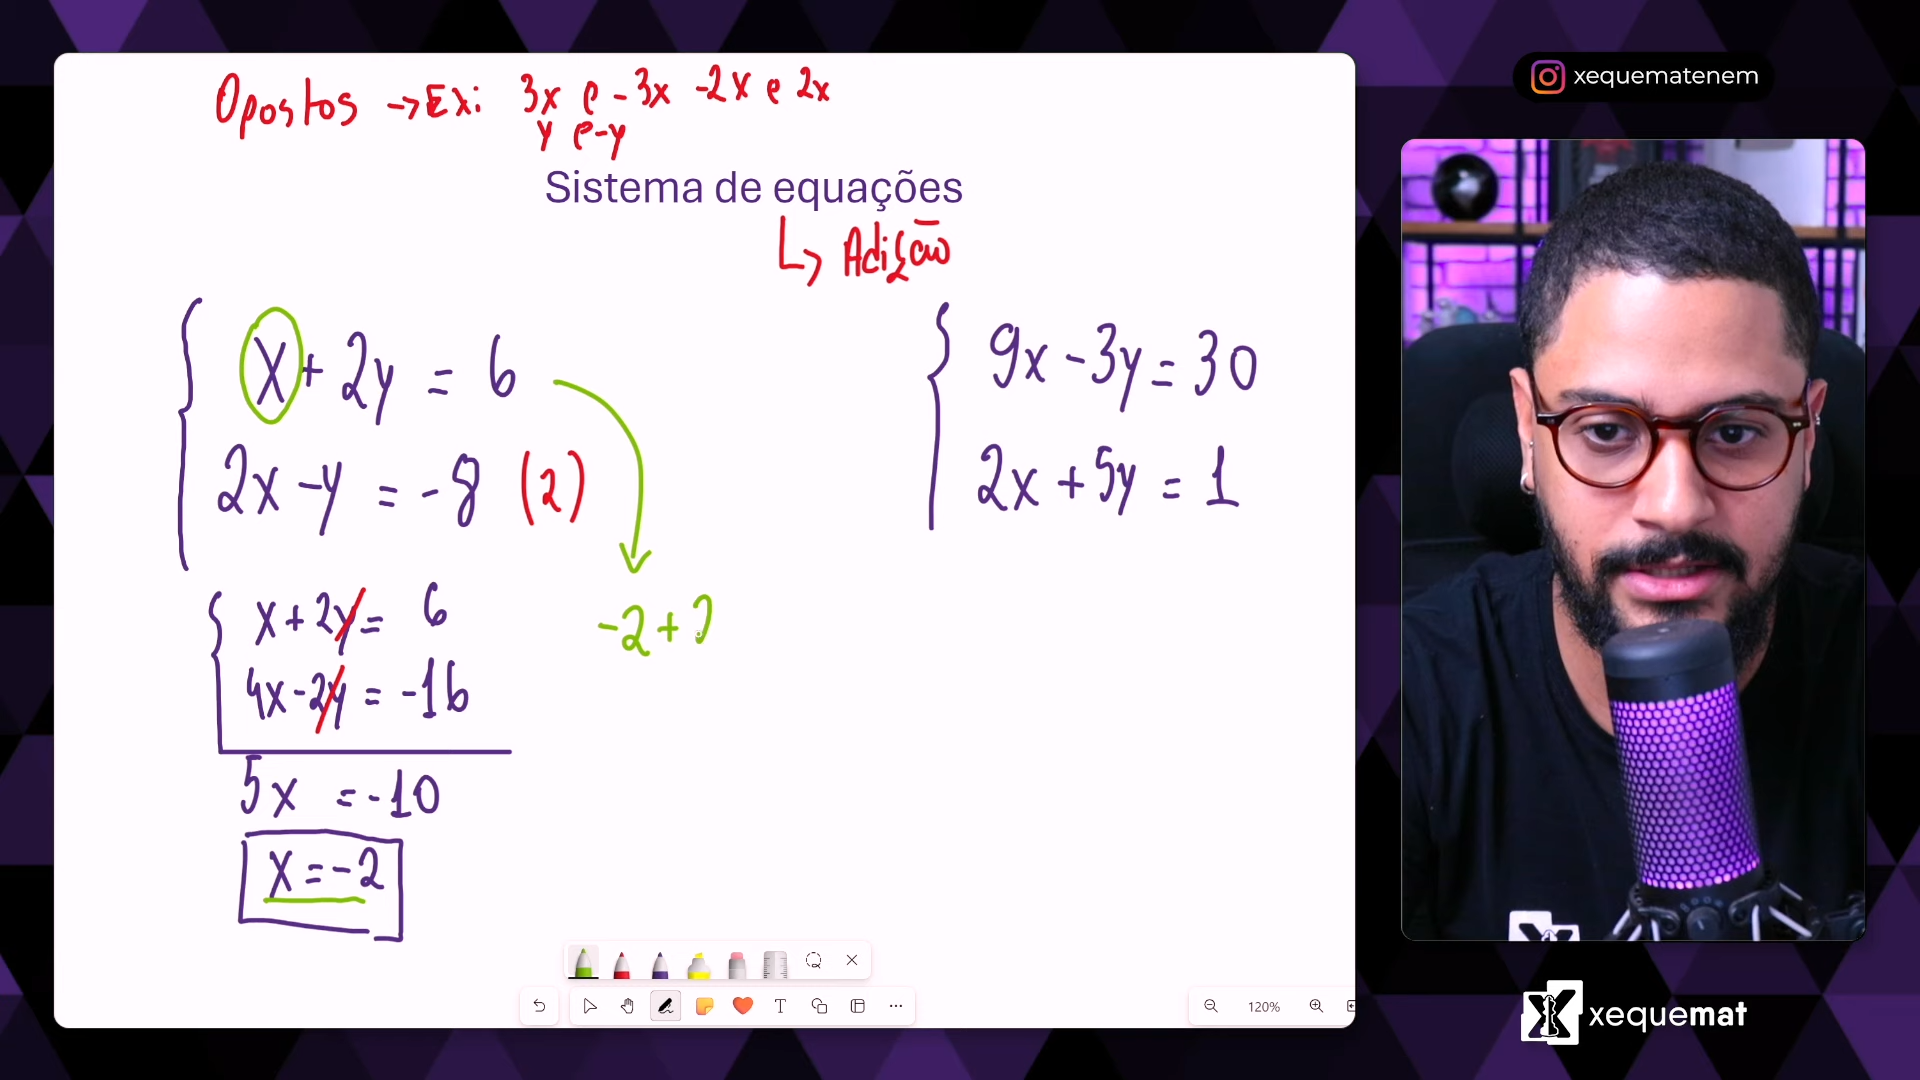 Opostos → Ex: 3x e -3x -2x e 2x
y e -y
Sistema de equações
↳ Adição
x + 2y = 6
2x - y = -8 (2)
x + 2y = 6
4x - 2y = -16
5x = -10
x = -2
-2 + 2
9x - 3y = 30
2x + 5y = 1
120%
xequematenem
xequemat